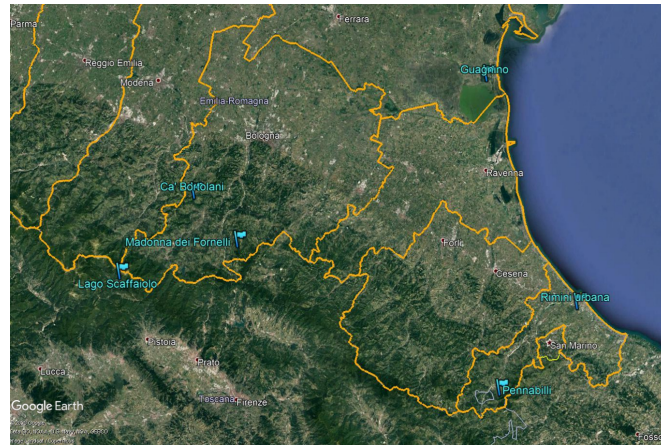 Parma
Ferrara
Reggio Emilia
Modena
Guagnino
Emilia-Romagna
Bologna
Ravenna
Ca' Bortolani
Madonna dei Fornelli
Forlì
Cesena
Lago Scaffaiolo
Rimini urbana
Pistoia
San Marino
Prato
Lucca
Pennabilli
Toscana
Firenze
Google Earth